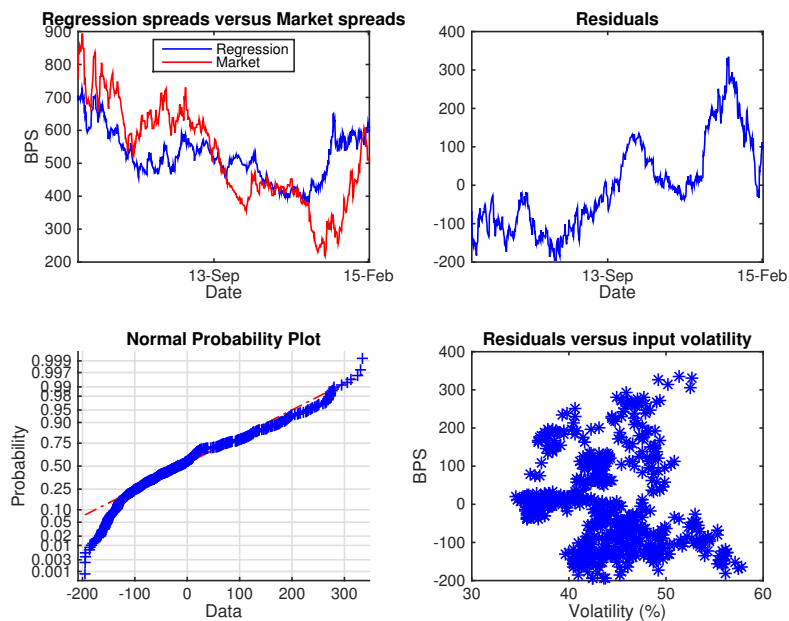 Regression spreads versus Market spreads
900
800
700
600
500
400
300
200
BPS
Regression
Market
13-Sep
15-Feb
Date
Residuals
400
300
200
100
0
-100
-200
13-Sep
15-Feb
Date
Normal Probability Plot
0.999
0.997
0.99
0.98
0.95
0.90
0.75
0.50
0.25
0.10
0.05
0.02
0.01
0.003
0.001
Probability
-200
-100
0
100
200
300
Data
Residuals versus input volatility
400
300
200
100
0
-100
-200
BPS
30
40
50
60
Volatility (%)